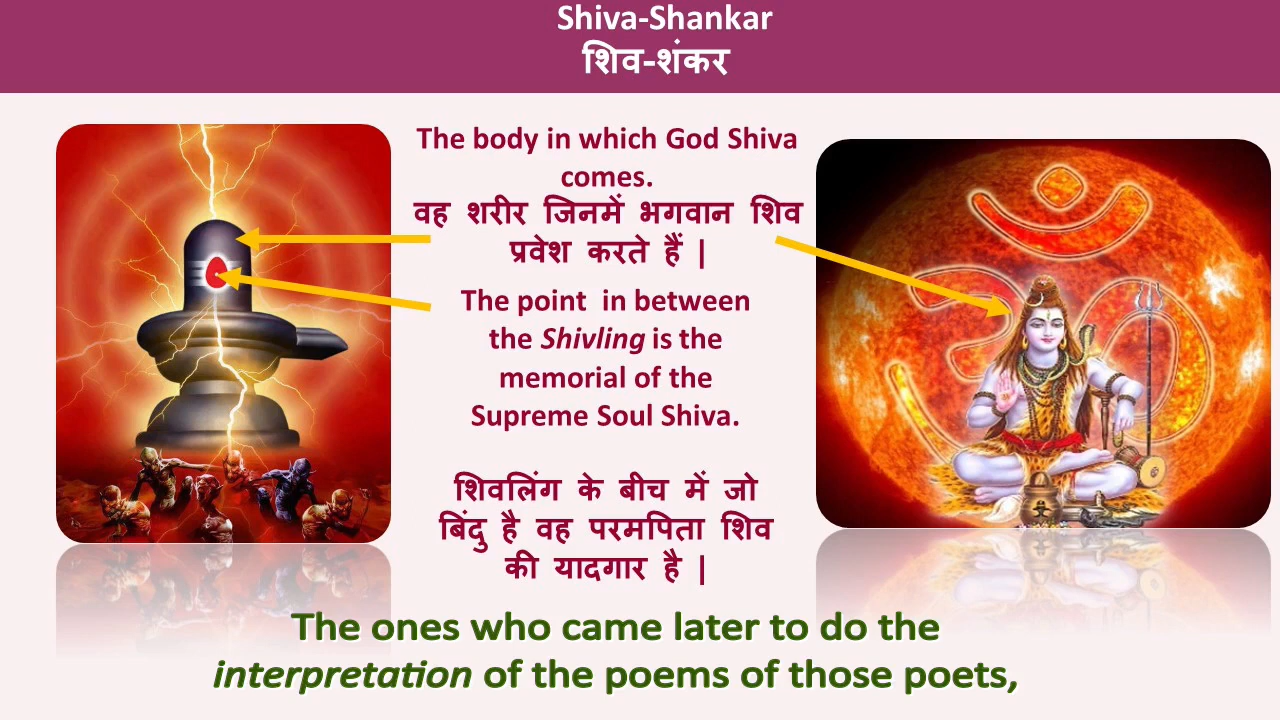 Shiva-Shankar
शिव-शंकर
The body in which God Shiva
comes.
वह शरीर जिनमें भगवान शिव
प्रवेश करते हैं |
The point in between
the Shivling is the
memorial of the
Supreme Soul Shiva.
शिवलिंग के बीच में जो
बिंदु है वह परमपिता शिव
की यादगार है |
The ones who came later to do the
interpretation of the poems of those poets,